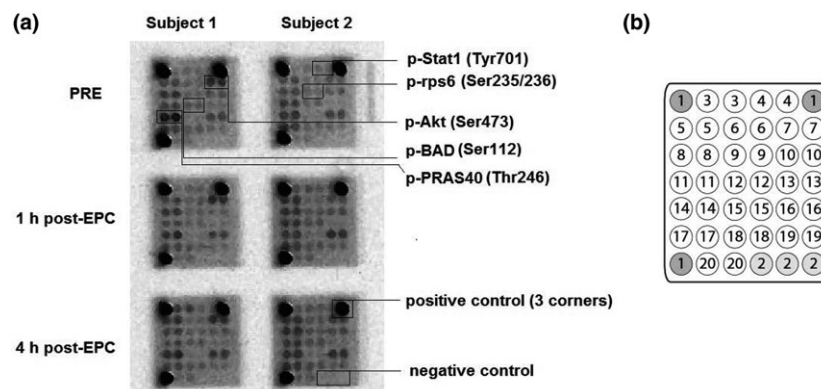 Subject 1 Subject 2
(a)
(b)
PRE
p-Stat1 (Tyr701)
p-rps6 (Ser235/236)
p-Akt (Ser473)
p-BAD (Ser112)
p-PRAS40 (Thr246)
1 h post-EPC
4 h post-EPC
positive control (3 corners)
negative control
1 3 3 4 4 1
5 5 6 6 7 7
8 8 9 9 10 10
11 11 12 12 13 13
14 14 15 15 16 16
17 17 18 18 19 19
1 20 20 2 2 2